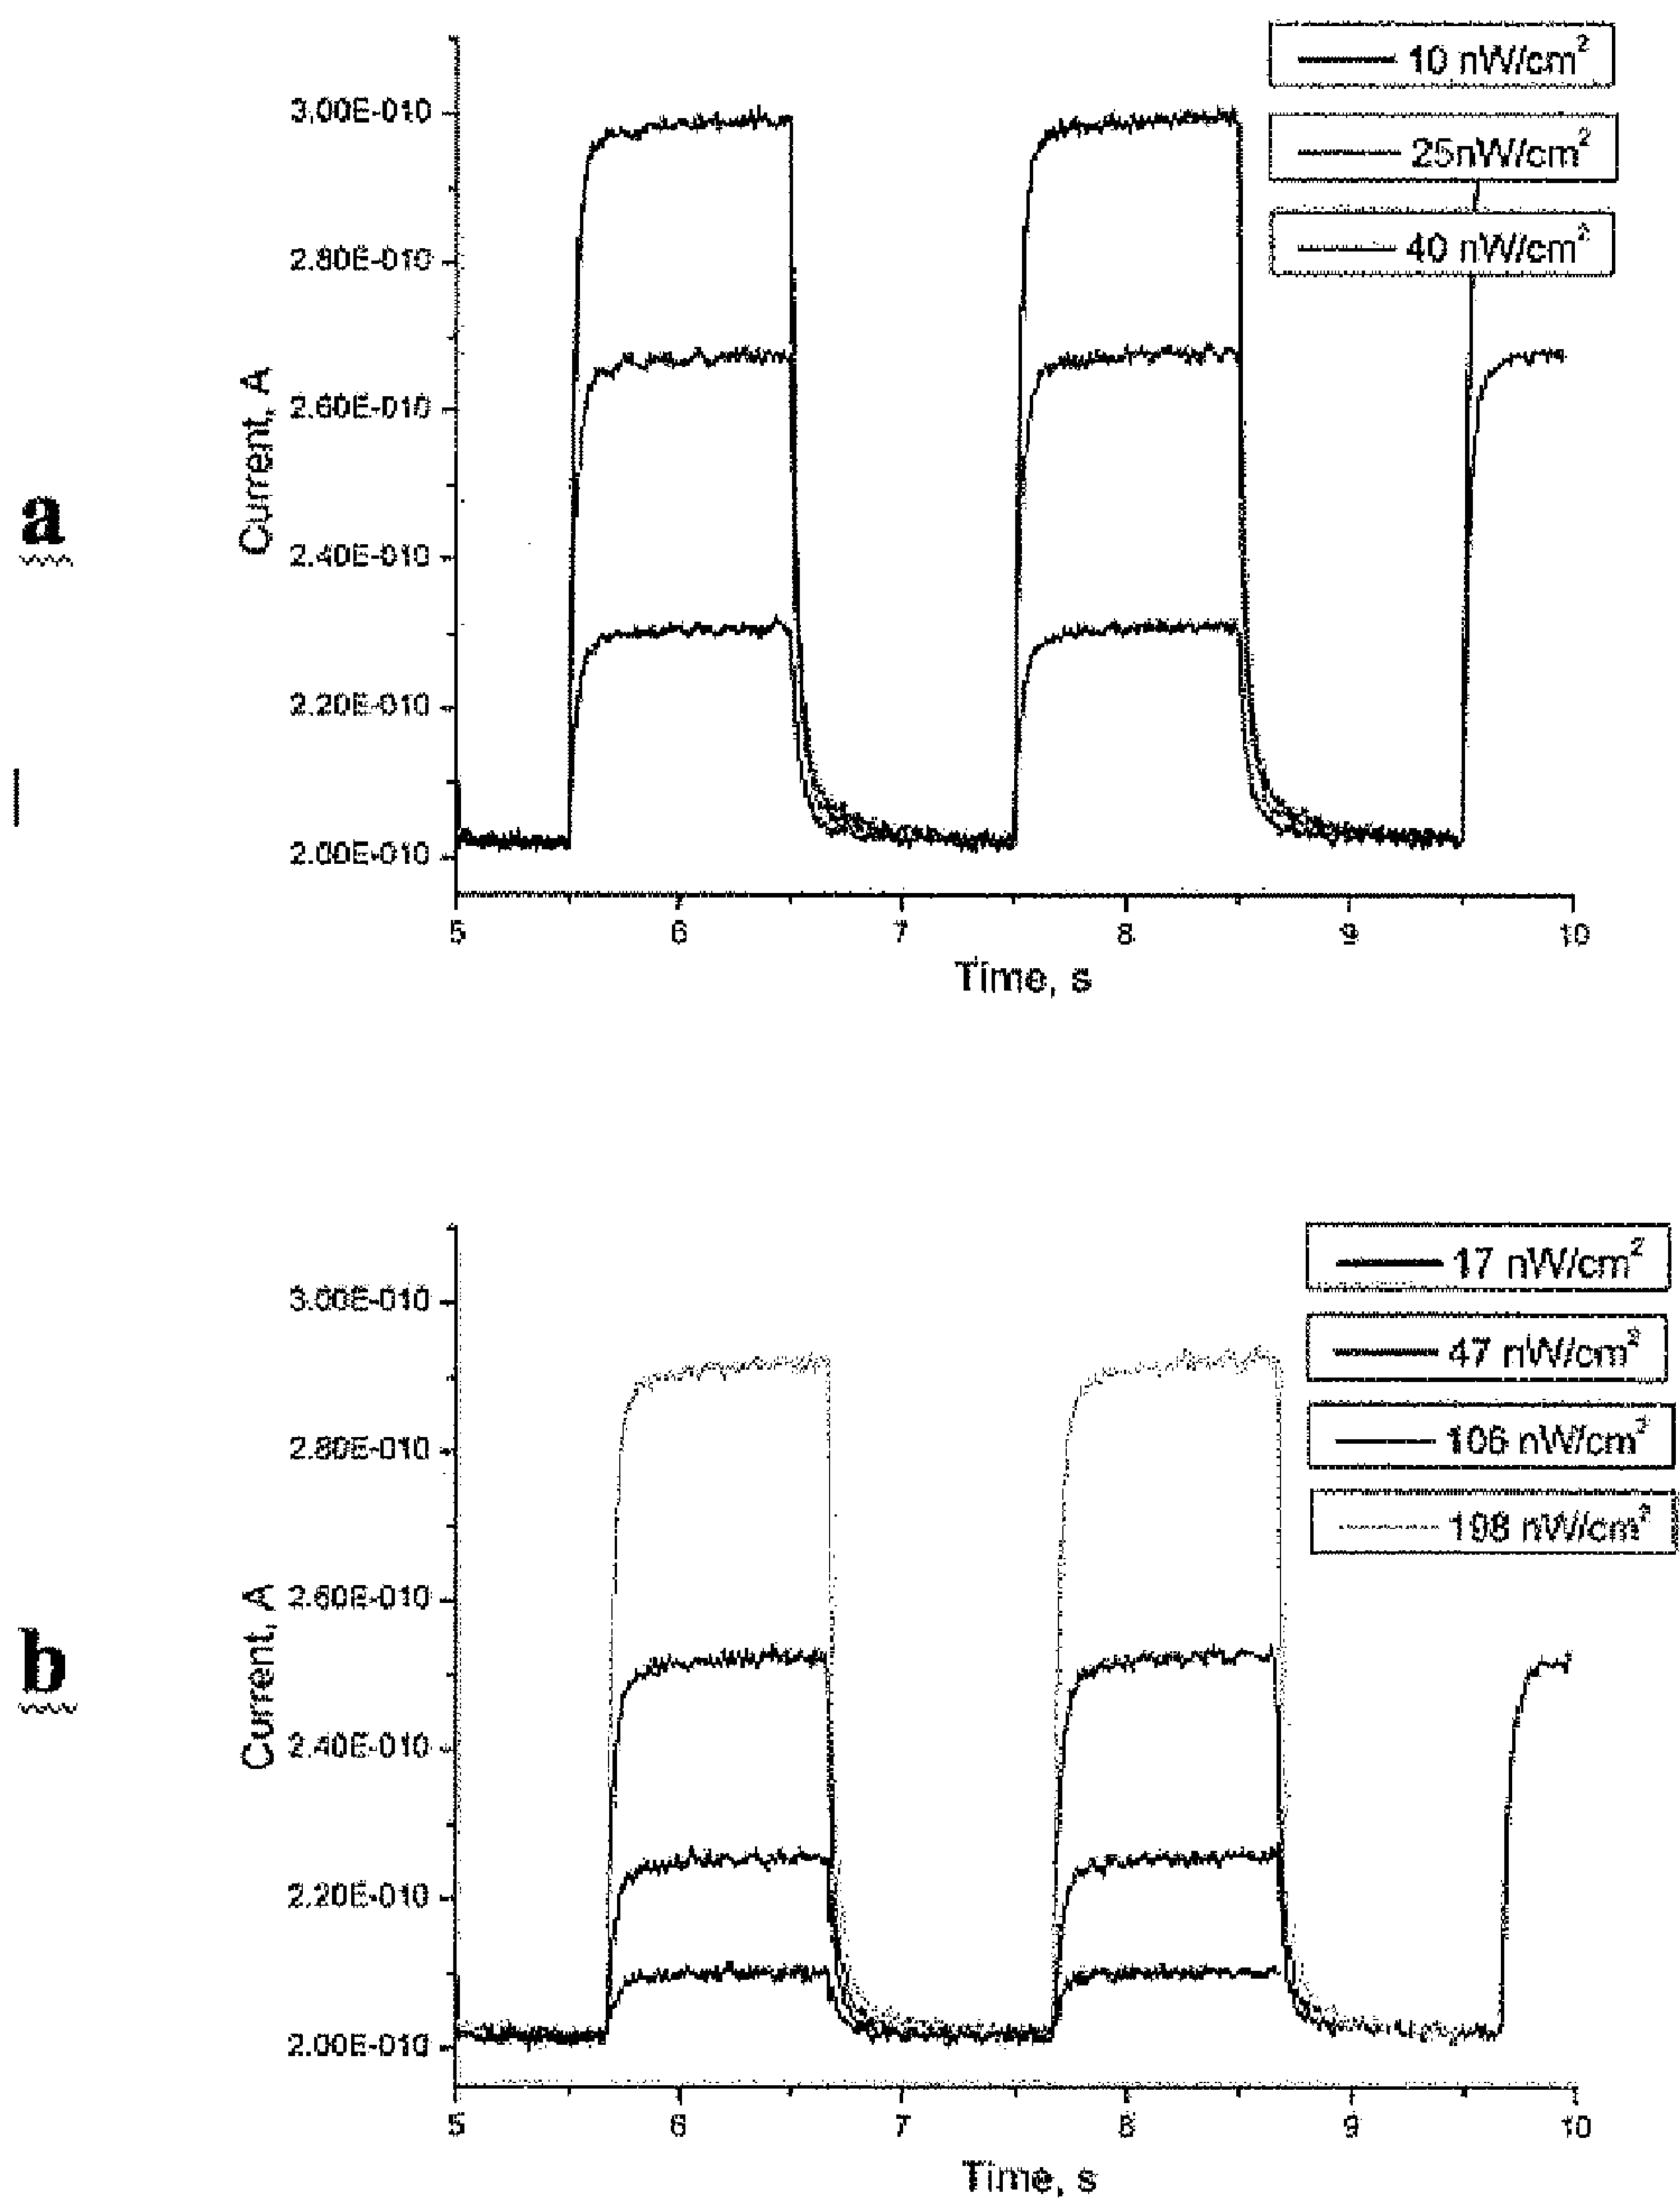 10 nW/cm²
25nW/cm²
40 nW/cm²
3.00E-010
2.80E-010
2.60E-010
2.40E-010
2.20E-010
2.00E-010
Current, A
a
5 6 7 8 9 10
Time, s
17 nW/cm²
47 nW/cm²
106 nW/cm²
198 nW/cm²
3.00E-010
2.80E-010
2.60E-010
2.40E-010
2.20E-010
2.00E-010
Current, A
b
5 6 7 8 9 10
Time, s